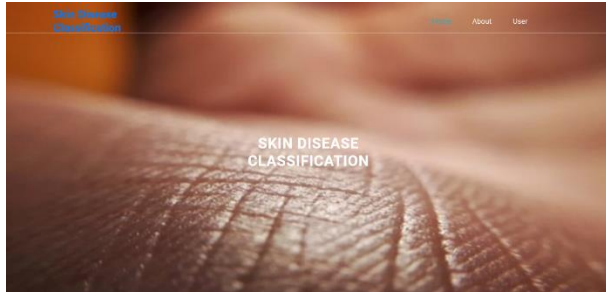 Skin Disease
Classification
Home
About
User
SKIN DISEASE
CLASSIFICATION